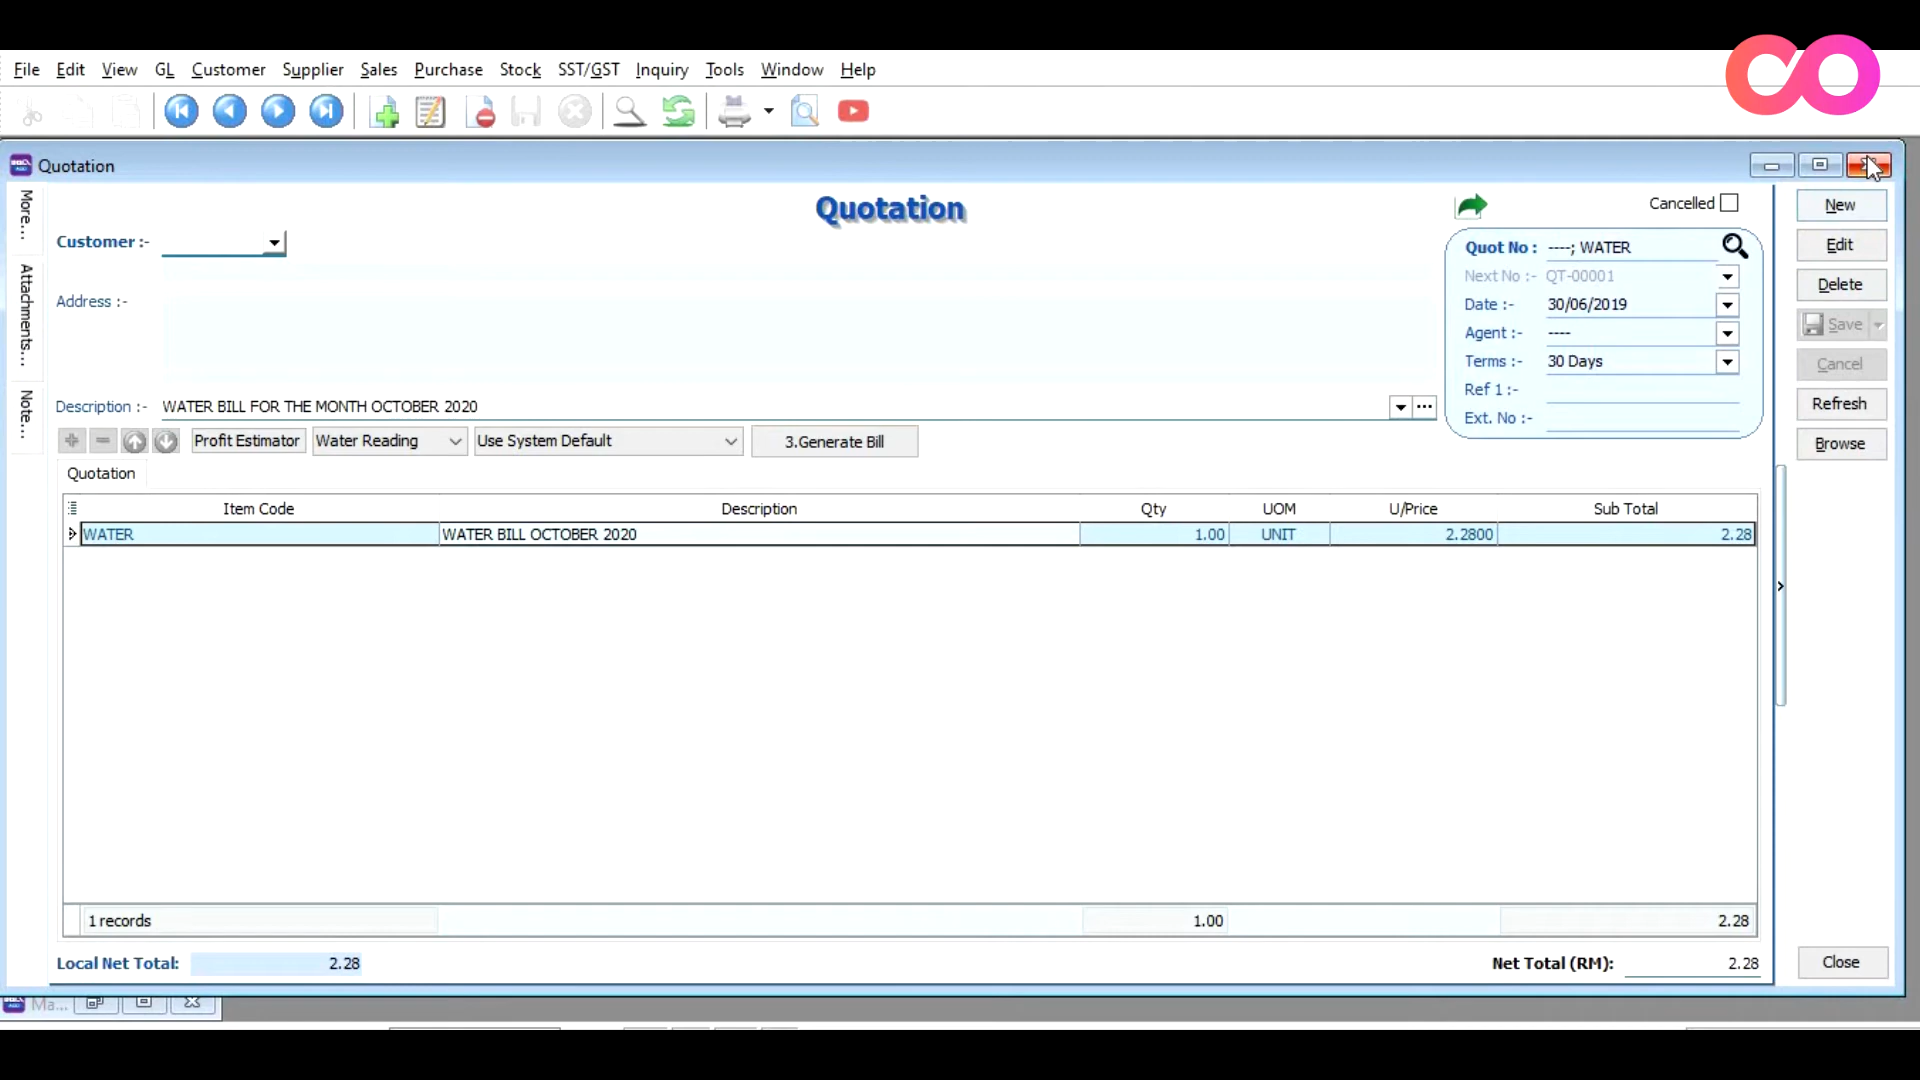 File Edit View GL Customer Supplier Sales Purchase Stock SST/GST Inquiry Tools Window Help
Quotation
More...
Attachments...
Note...
Quotation
Cancelled
Customer :-
Address :-
Description :- WATER BILL FOR THE MONTH OCTOBER 2020
Quot No : ----; WATER
Next No :- QT-00001
Date :- 30/06/2019
Agent :- ----
Terms :- 30 Days
Ref 1 :-
Ext. No :-
New
Edit
Delete
Save
Cancel
Refresh
Browse
Profit Estimator Water Reading Use System Default 3.Generate Bill
Quotation
Item Code Description Qty UOM U/Price Sub Total
WATER WATER BILL OCTOBER 2020 1.00 UNIT 2.2800 2.28
1 records 1.00 2.28
Local Net Total: 2.28 Net Total (RM): 2.28
Close
Ma...